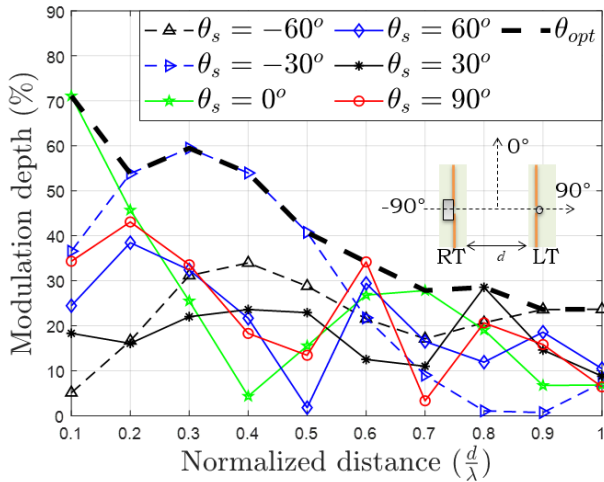 90
80
70
60
50
40
30
20
10
0
Modulation depth (%)
θs = −60°
θs = 60°
θopt
θs = −30°
θs = 30°
θs = 0°
θs = 90°
0°
-90°
90°
RT
d
LT
0.1 0.2 0.3 0.4 0.5 0.6 0.7 0.8 0.9 1
Normalized distance (d/λ)